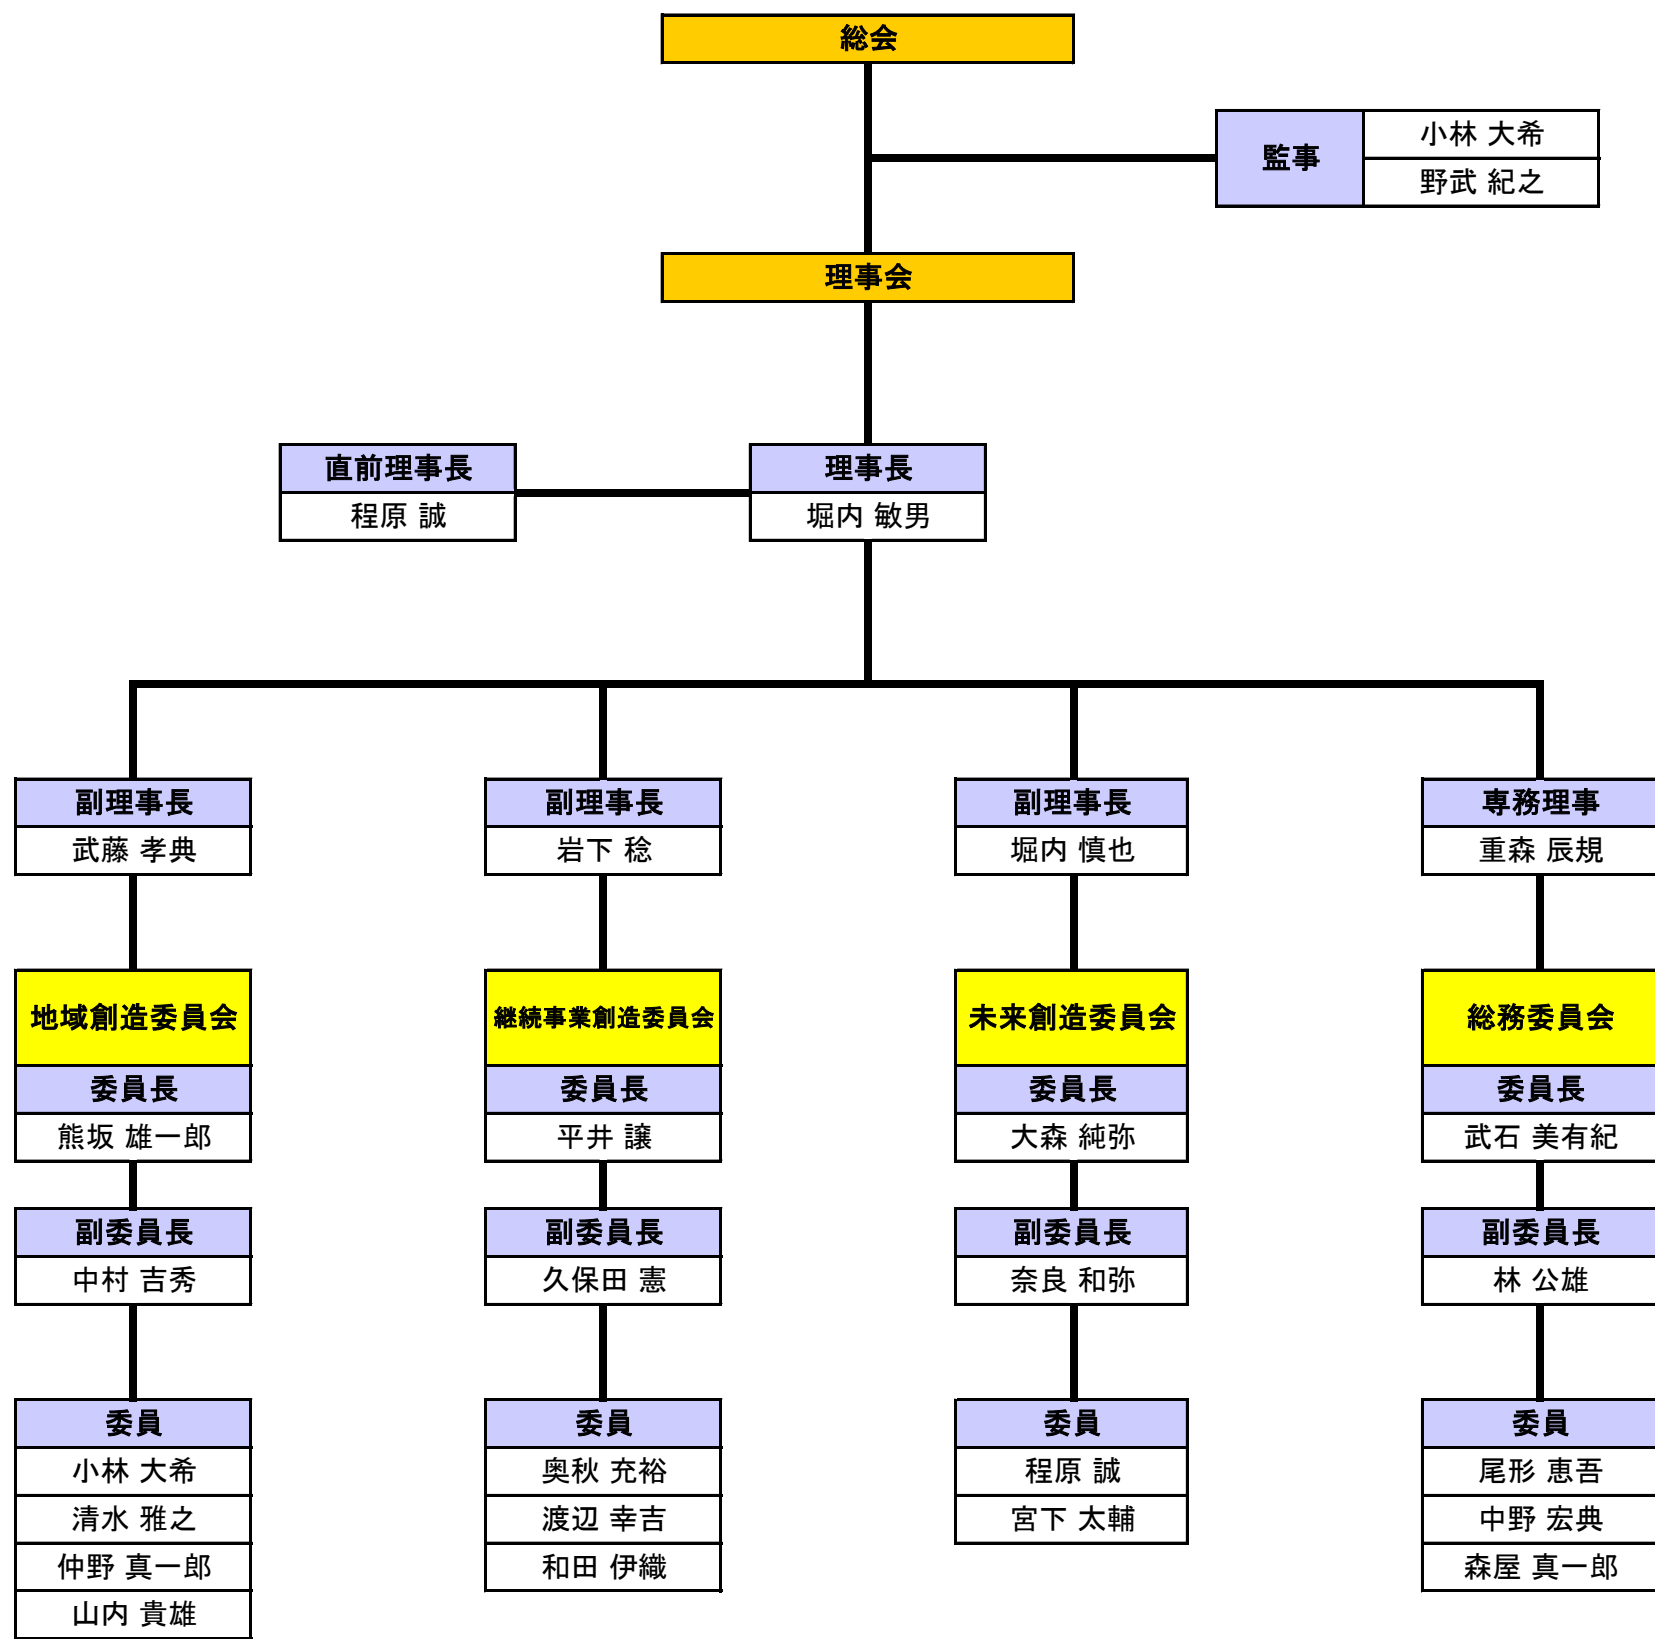 総会
監事
小林 大希
野武 紀之
理事会
直前理事長
程原 誠
理事長
堀内 敏男
副理事長
武藤 孝典
副理事長
岩下 稔
副理事長
堀内 慎也
専務理事
重森 辰規
地域創造委員会
委員長
熊坂 雄一郎
副委員長
中村 吉秀
委員
小林 大希
清水 雅之
仲野 真一郎
山内 貴雄
継続事業創造委員会
委員長
平井 譲
副委員長
久保田 憲
委員
奥秋 充裕
渡辺 幸吉
和田 伊織
未来創造委員会
委員長
大森 純弥
副委員長
奈良 和弥
委員
程原 誠
宮下 太輔
総務委員会
委員長
武石 美有紀
副委員長
林 公雄
委員
尾形 恵吾
中野 宏典
森屋 真一郎